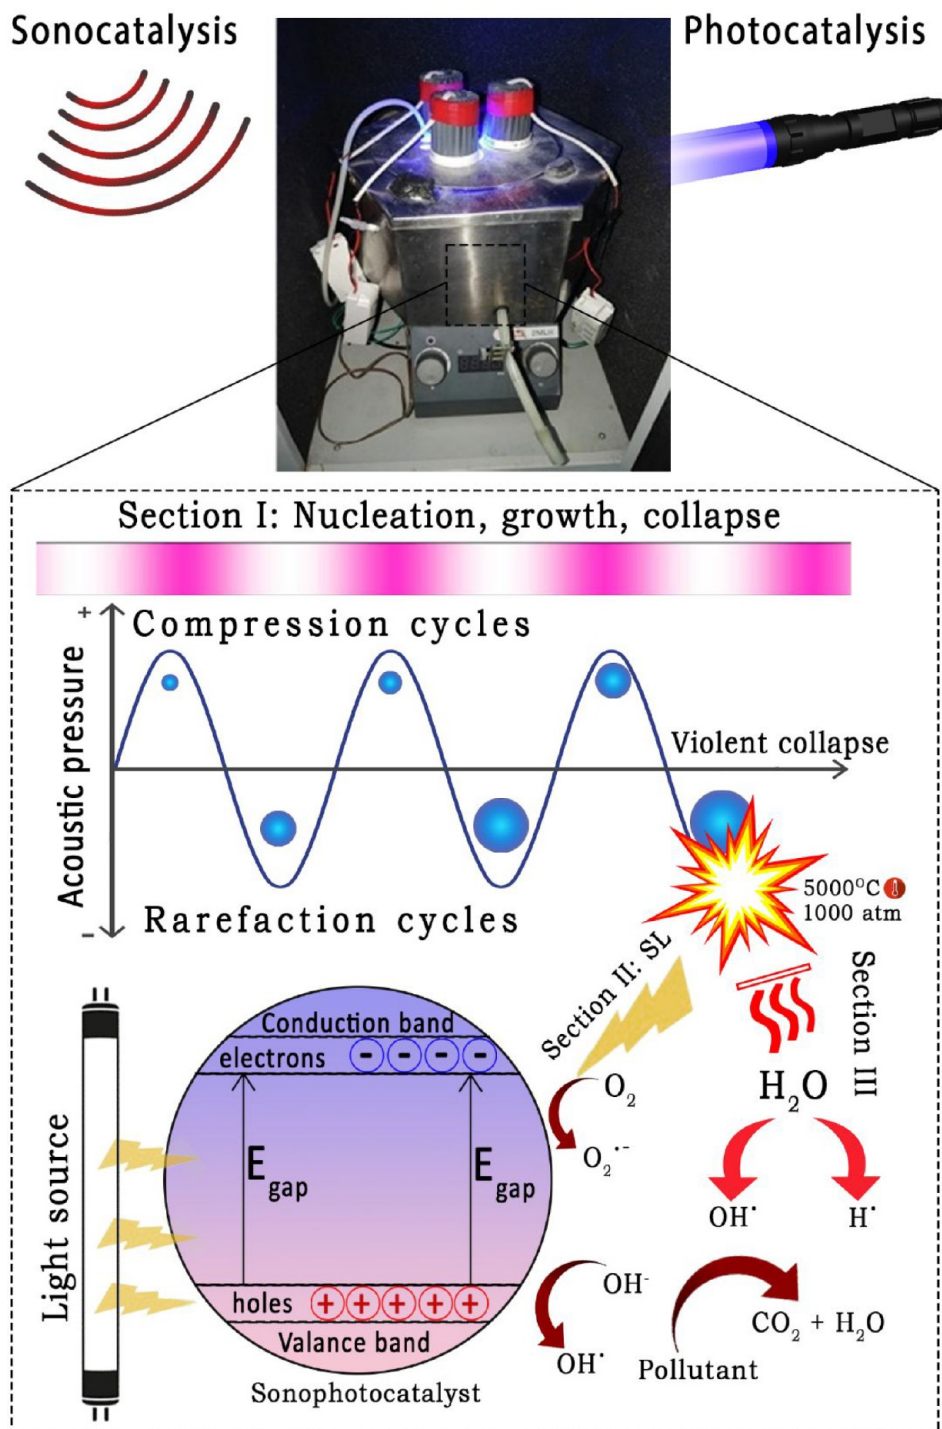 Sonocatalysis
Photocatalysis
Section I: Nucleation, growth, collapse
+
Compression cycles
Acoustic pressure
Violent collapse
-
Rarefaction cycles
5000⁰C
1000 atm
Section II: SL
Section III
Light source
Conduction band
electrons - - - -
E gap
E gap
holes + + + + +
Valance band
Sonophotocatalyst
O₂
O₂·⁻
H₂O
OH·
H·
OH⁻
OH·
Pollutant
CO₂ + H₂O